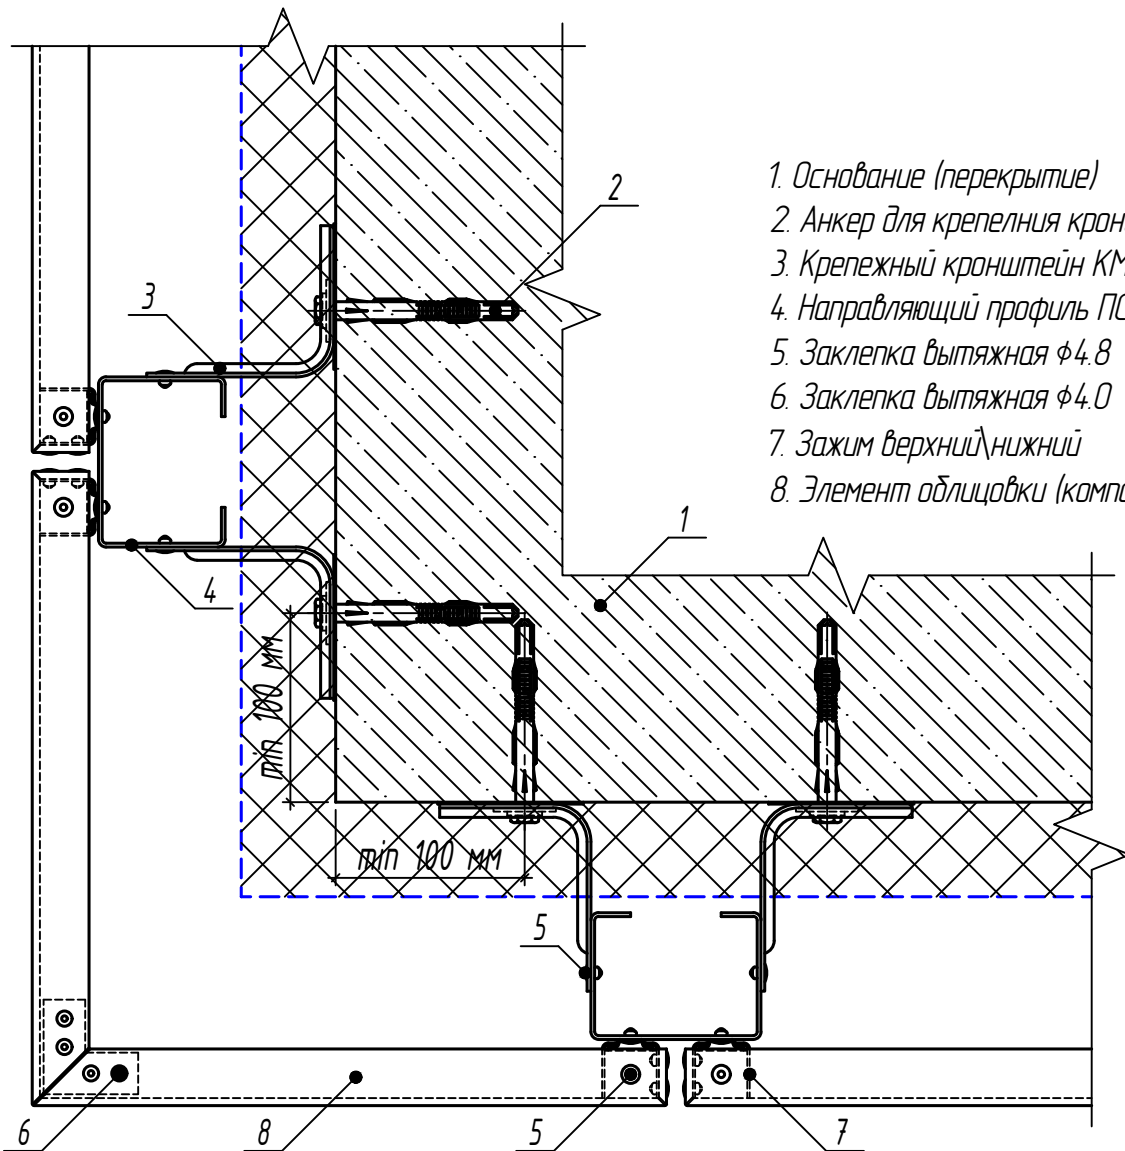 1. Основание (перекрытие)
2. Анкер для крепелния крон
3. Крепежный кронштейн КМ
4. Направляющий профиль ПО
5. Заклепка вытяжная ф4.8
6. Заклепка вытяжная ф4.0
7. Зажим верхний\нижний
8. Элемент облицовки (компо
2
3
1
4
min 100 мм
min 100 мм
5
6
8
5
7